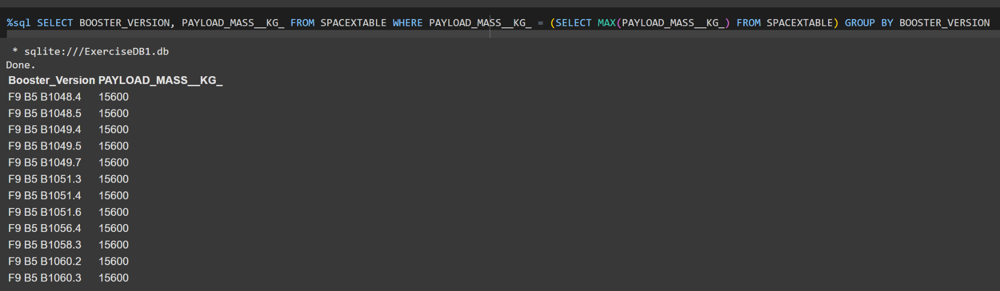 %sql SELECT BOOSTER_VERSION, PAYLOAD_MASS__KG_ FROM SPACEXTABLE WHERE PAYLOAD_MASS__KG_ = (SELECT MAX(PAYLOAD_MASS__KG_) FROM SPACEXTABLE) GROUP BY BOOSTER_VERSION
* sqlite:///ExerciseDB1.db
Done.
Booster_Version PAYLOAD_MASS__KG_
F9 B5 B1048.4 15600
F9 B5 B1048.5 15600
F9 B5 B1049.4 15600
F9 B5 B1049.5 15600
F9 B5 B1049.7 15600
F9 B5 B1051.3 15600
F9 B5 B1051.4 15600
F9 B5 B1051.6 15600
F9 B5 B1056.4 15600
F9 B5 B1058.3 15600
F9 B5 B1060.2 15600
F9 B5 B1060.3 15600